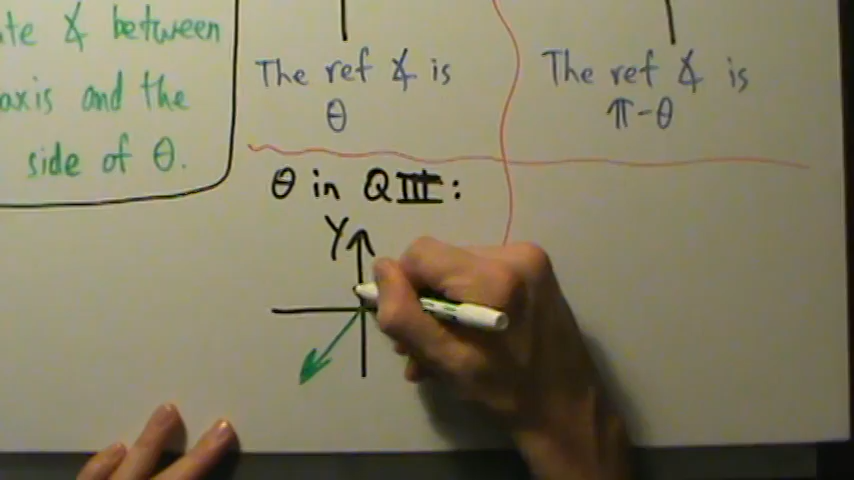 ate ∡ between
axis and the
side of θ.
The ref ∡ is
θ
The ref ∡ is
π-θ
θ in QIII:
Y